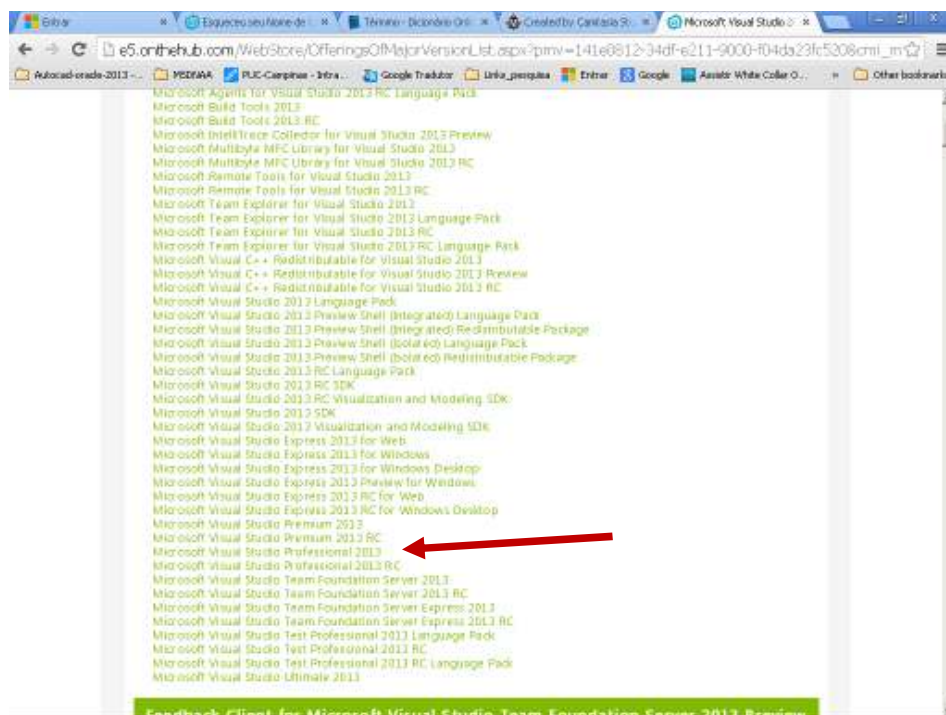 Entrar
Esqueceu seu Nome de
Término - Dicionário Onl
Created by Camtasia St
Microsoft Visual Studio 2
e5.onthehub.com/WebStore/OfferingsOfMajorVersionList.aspx?pmv=141e0812-34df-e211-9000-f04da23fc520&cmi_m
Autocad-orade-2013 -...
MSDNAA
PUC-Campinas - Intra...
Google Tradutor
Links_pesquisa
Entrar
Google
Assistir White Collar O...
Other bookmarks
Microsoft Agents for Visual Studio 2013 RC Language Pack
Microsoft Build Tools 2013
Microsoft Build Tools 2013 RC
Microsoft IntelliTrace Collector for Visual Studio 2013 Preview
Microsoft Multibyte MFC Library for Visual Studio 2013
Microsoft Multibyte MFC Library for Visual Studio 2013 RC
Microsoft Remote Tools for Visual Studio 2013
Microsoft Remote Tools for Visual Studio 2013 RC
Microsoft Team Explorer for Visual Studio 2013
Microsoft Team Explorer for Visual Studio 2013 Language Pack
Microsoft Team Explorer for Visual Studio 2013 RC
Microsoft Team Explorer for Visual Studio 2013 RC Language Pack
Microsoft Visual C++ Redistributable for Visual Studio 2013
Microsoft Visual C++ Redistributable for Visual Studio 2013 Preview
Microsoft Visual C++ Redistributable for Visual Studio 2013 RC
Microsoft Visual Studio 2013 Language Pack
Microsoft Visual Studio 2013 Preview Shell (Integrated) Language Pack
Microsoft Visual Studio 2013 Preview Shell (Integrated) Redistributable Package
Microsoft Visual Studio 2013 Preview Shell (Isolated) Language Pack
Microsoft Visual Studio 2013 Preview Shell (Isolated) Redistributable Package
Microsoft Visual Studio 2013 RC Language Pack
Microsoft Visual Studio 2013 RC SDK
Microsoft Visual Studio 2013 RC Visualization and Modeling SDK
Microsoft Visual Studio 2013 SDK
Microsoft Visual Studio 2013 Visualization and Modeling SDK
Microsoft Visual Studio Express 2013 for Web
Microsoft Visual Studio Express 2013 for Windows
Microsoft Visual Studio Express 2013 for Windows Desktop
Microsoft Visual Studio Express 2013 Preview for Windows
Microsoft Visual Studio Express 2013 RC for Web
Microsoft Visual Studio Express 2013 RC for Windows Desktop
Microsoft Visual Studio Premium 2013
Microsoft Visual Studio Premium 2013 RC
Microsoft Visual Studio Professional 2013
Microsoft Visual Studio Professional 2013 RC
Microsoft Visual Studio Team Foundation Server 2013
Microsoft Visual Studio Team Foundation Server 2013 RC
Microsoft Visual Studio Team Foundation Server Express 2013
Microsoft Visual Studio Team Foundation Server Express 2013 RC
Microsoft Visual Studio Test Professional 2013 Language Pack
Microsoft Visual Studio Test Professional 2013 RC
Microsoft Visual Studio Test Professional 2013 RC Language Pack
Microsoft Visual Studio Ultimate 2013
Feedback Client for Microsoft Visual Studio Team Foundation Server 2013 Preview